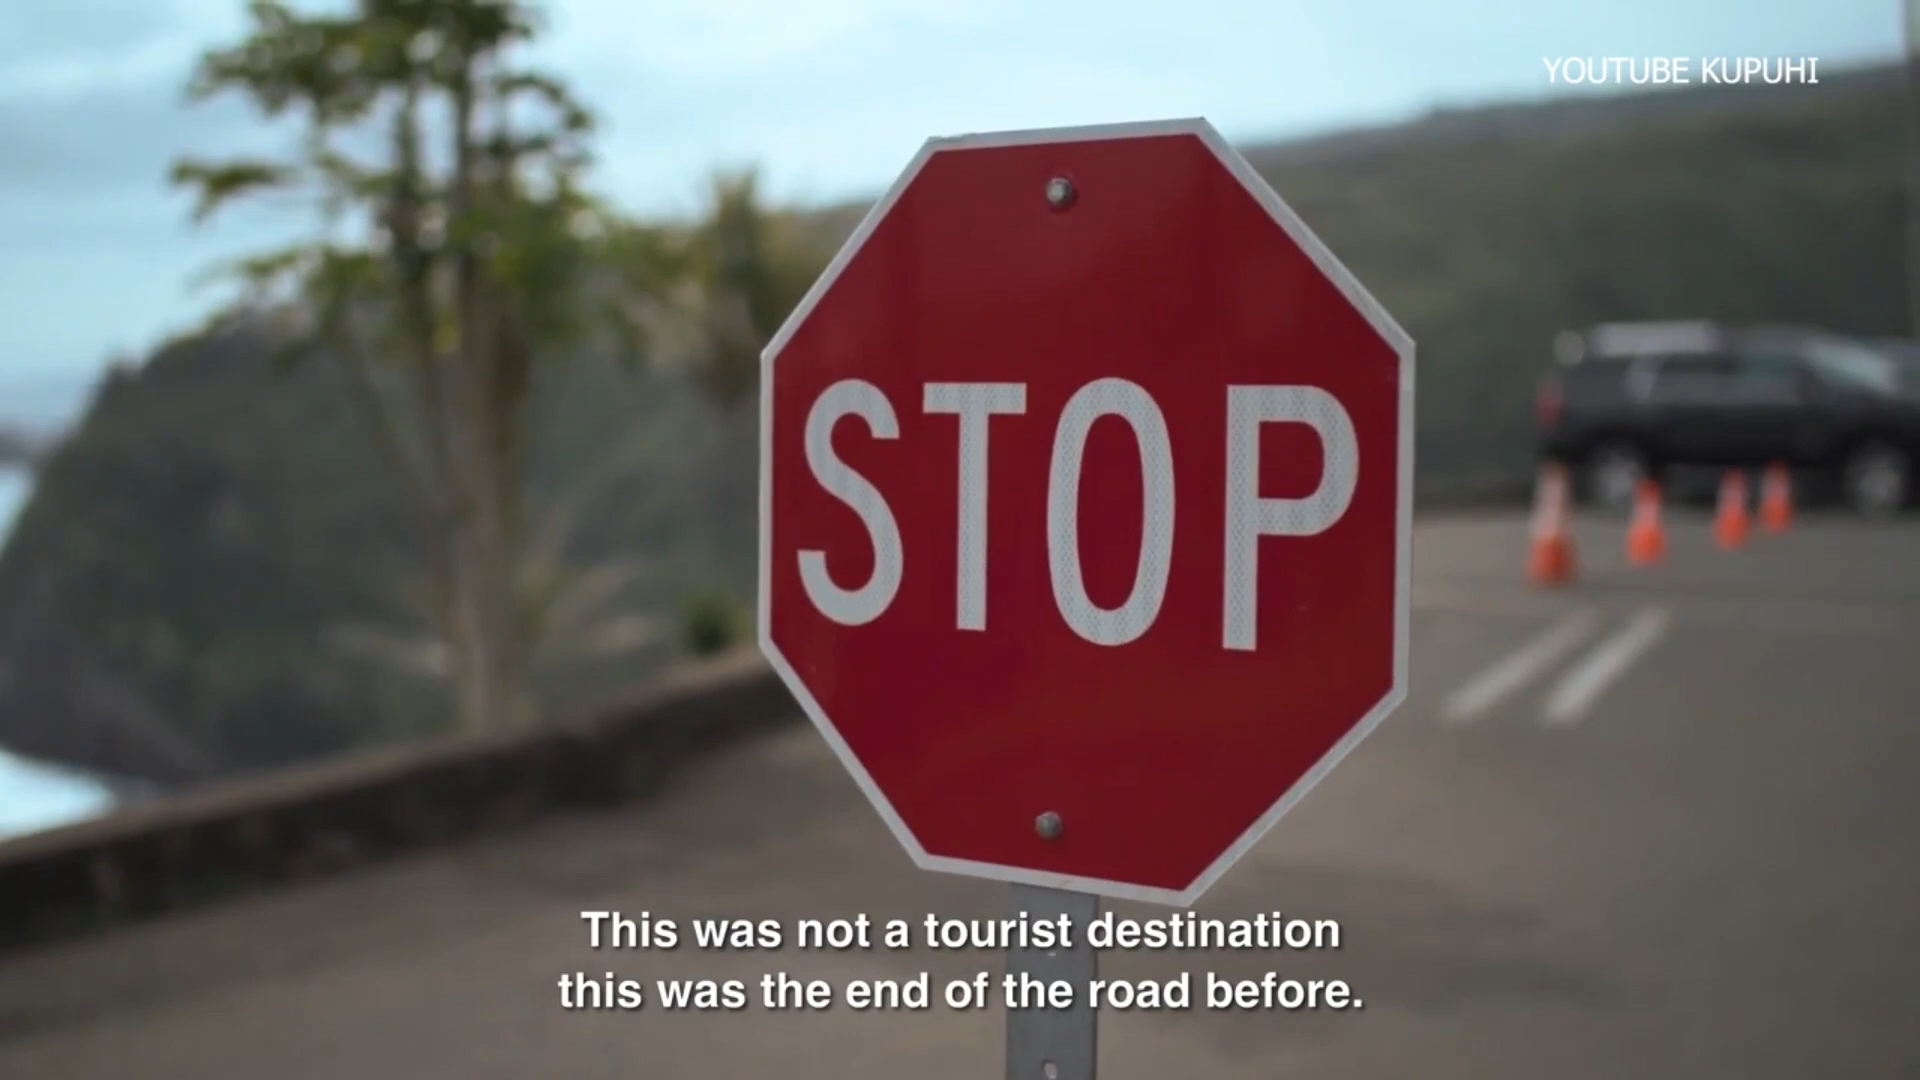 YOUTUBE KUPUHI
STOP
This was not a tourist destination
this was the end of the road before.